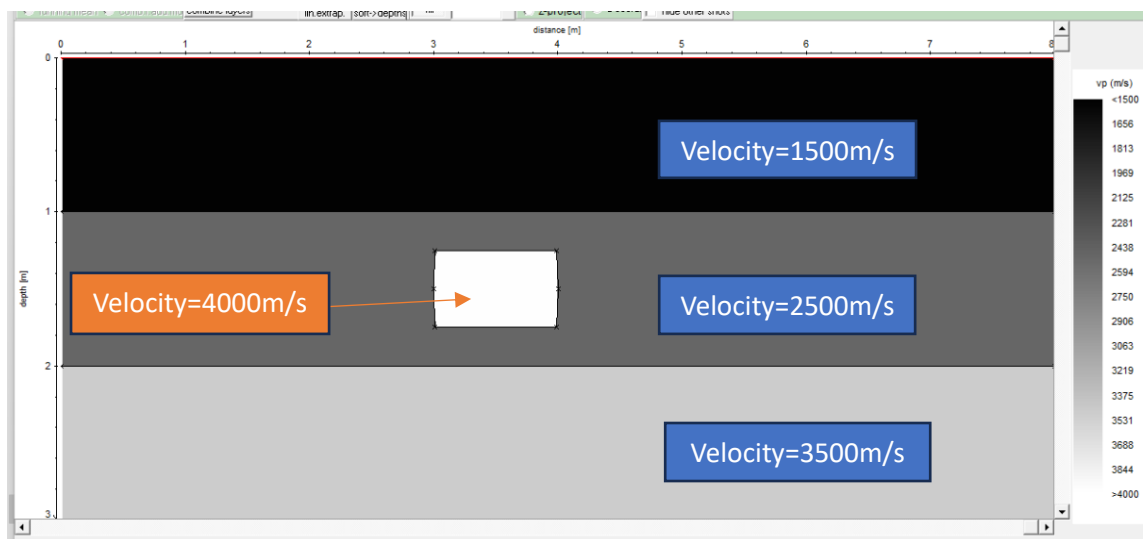 combine layers
lin.extrap.
hide other shots
distance [m]
0 1 2 3 4 5 6 7 8
0
1
2
3
depth [m]
Velocity=1500m/s
Velocity=4000m/s
Velocity=2500m/s
Velocity=3500m/s
vp (m/s)
<1500
1656
1813
1969
2125
2281
2438
2594
2750
2906
3063
3219
3375
3531
3688
3844
>4000